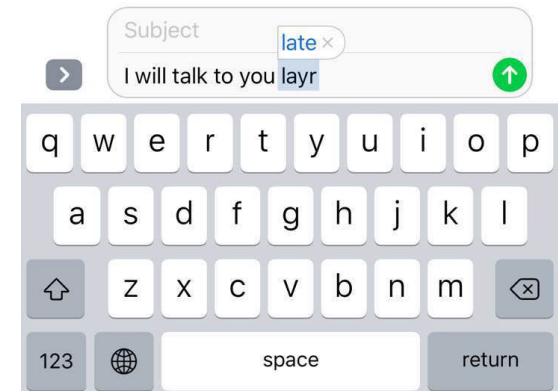 Subject
late ×
I will talk to you layr
q w e r t y u i o p
a s d f g h j k l
z x c v b n m
123 space return